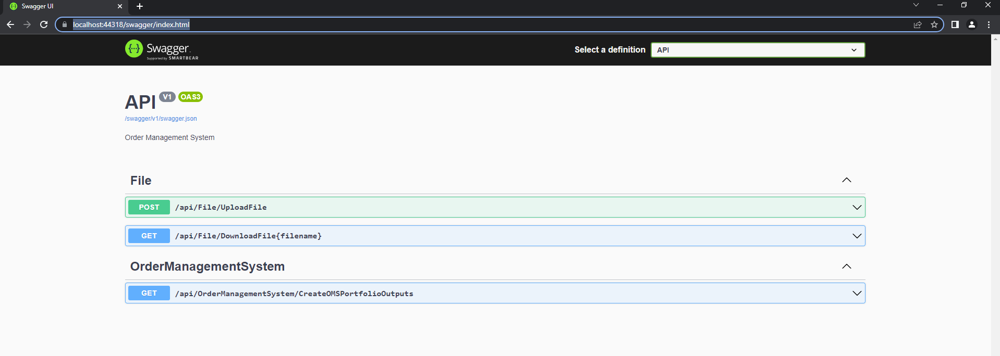 Swagger UI
localhost:44318/swagger/index.html
{...} Swagger.
Supported by SMARTBEAR
Select a definition
API
API V1 OAS3
/swagger/v1/swagger.json
Order Management System
File
POST /api/File/UploadFile
GET /api/File/DownloadFile{filename}
OrderManagementSystem
GET /api/OrderManagementSystem/CreateOMSPortfolioOutputs